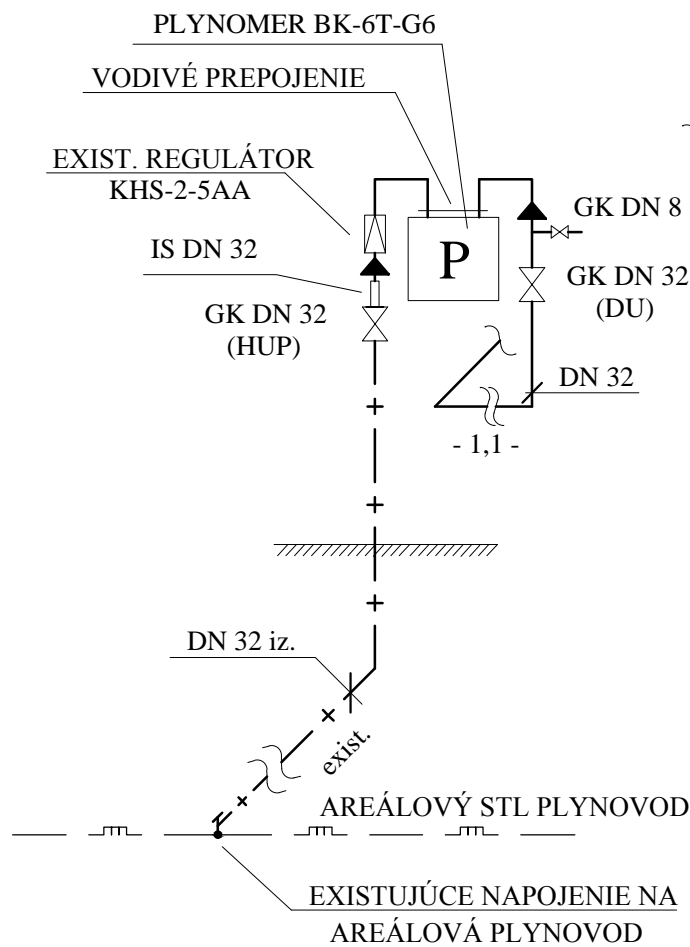 PLYNOMER BK-6T-G6
VODIVÉ PREPOJENIE
EXIST. REGULÁTOR
KHS-2-5AA
GK DN 8
IS DN 32
P
GK DN 32
(DU)
GK DN 32
(HUP)
DN 32
- 1,1 -
DN 32 iz.
exist.
AREÁLOVÝ STL PLYNOVOD
EXISTUJÚCE NAPOJENIE NA
AREÁLOVÁ PLYNOVOD